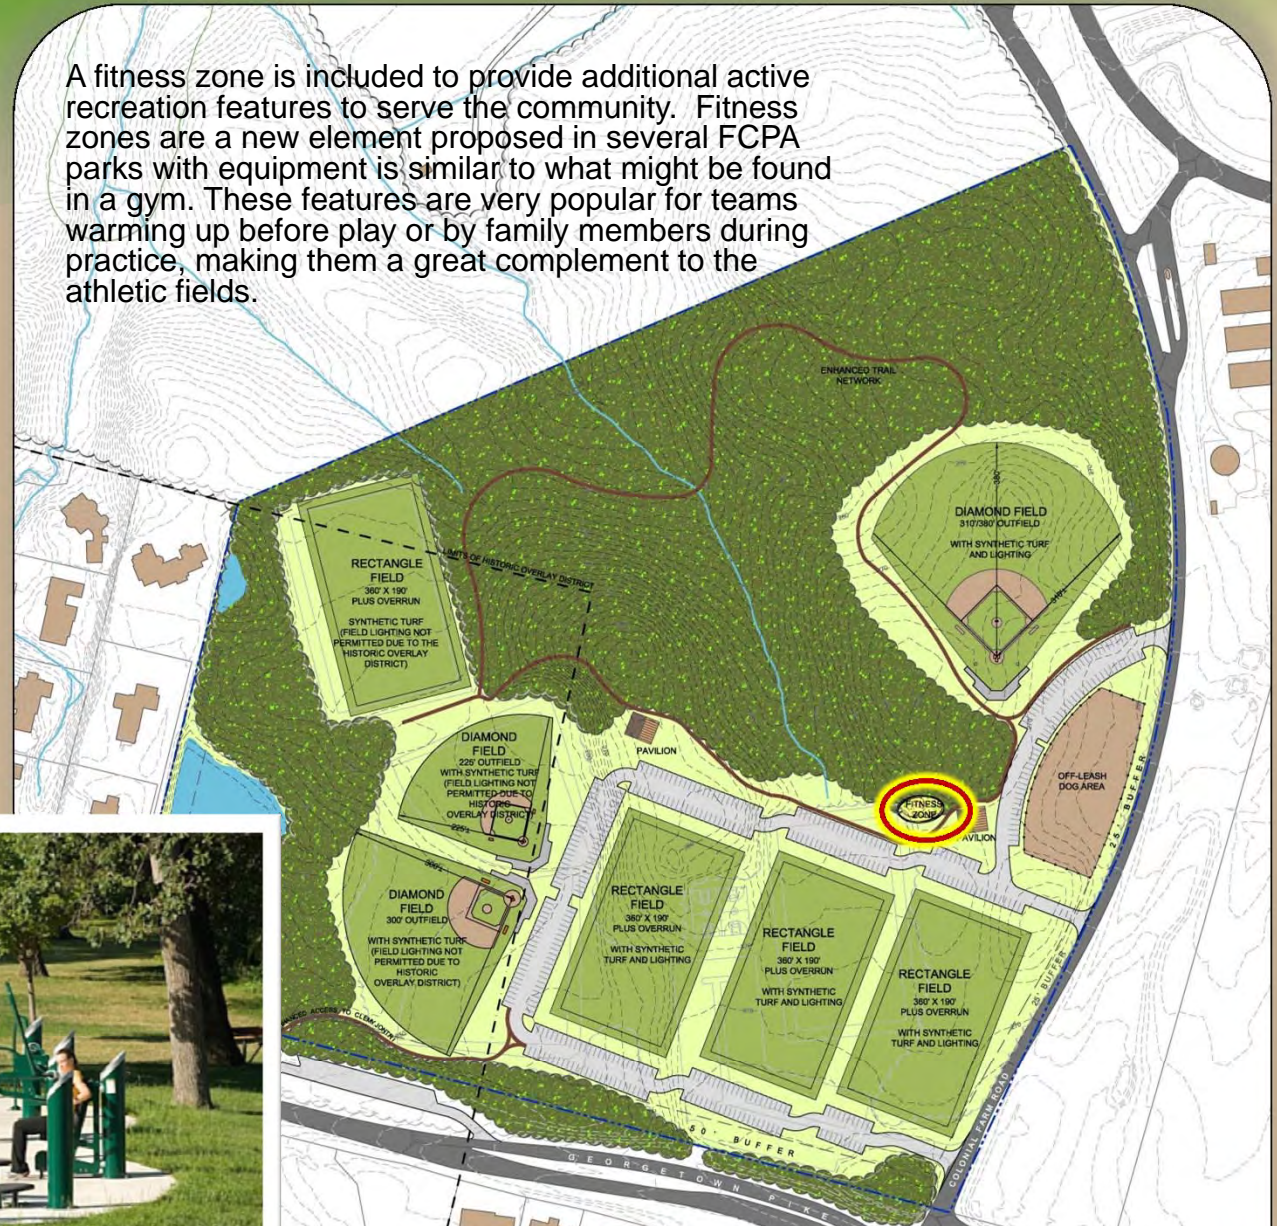 A fitness zone is included to provide additional active
recreation features to serve the community.  Fitness
zones are a new element proposed in several FCPA
parks with equipment is similar to what might be found
in a gym. These features are very popular for teams
warming up before play or by family members during
practice, making them a great complement to the
athletic fields.
ENHANCED TRAIL
NETWORK
DIAMOND FIELD
310'/380' OUTFIELD
WITH SYNTHETIC TURF
AND LIGHTING
380'
LIMITS OF HISTORIC OVERLAY DISTRICT
RECTANGLE
FIELD
360' X 190'
PLUS OVERRUN
SYNTHETIC TURF
(FIELD LIGHTING NOT
PERMITTED DUE TO THE
HISTORIC OVERLAY
DISTRICT)
DIAMOND
FIELD
225' OUTFIELD
WITH SYNTHETIC TURF
(FIELD LIGHTING NOT
PERMITTED DUE TO
HISTORIC
OVERLAY DISTRICT)
PAVILION
FITNESS
ZONE
AVILION
OFF-LEASH
DOG AREA
25' BUFFER
DIAMOND
FIELD
300' OUTFIELD
WITH SYNTHETIC TURF
(FIELD LIGHTING NOT
PERMITTED DUE TO
HISTORIC
OVERLAY DISTRICT)
RECTANGLE
FIELD
360' X 190'
PLUS OVERRUN
WITH SYNTHETIC
TURF AND LIGHTING
RECTANGLE
FIELD
360' X 190'
PLUS OVERRUN
WITH SYNTHETIC
TURF AND LIGHTING
RECTANGLE
FIELD
360' X 190'
PLUS OVERRUN
WITH SYNTHETIC
TURF AND LIGHTING
25' BUFFER
ACCESS TO
COLONIAL FARM ROAD
50' BUFFER
GEORGETOWN PIKE